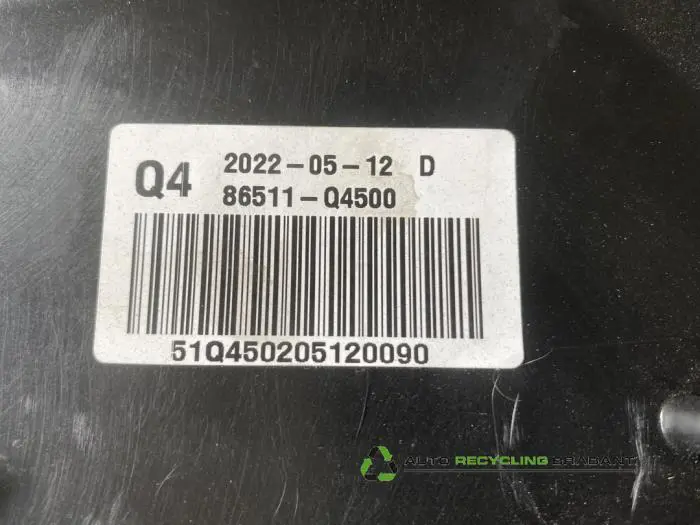 Q4 2022-05-12 D
86511-Q4500
51Q450205120090
AUTO RECYCLING BRABANT